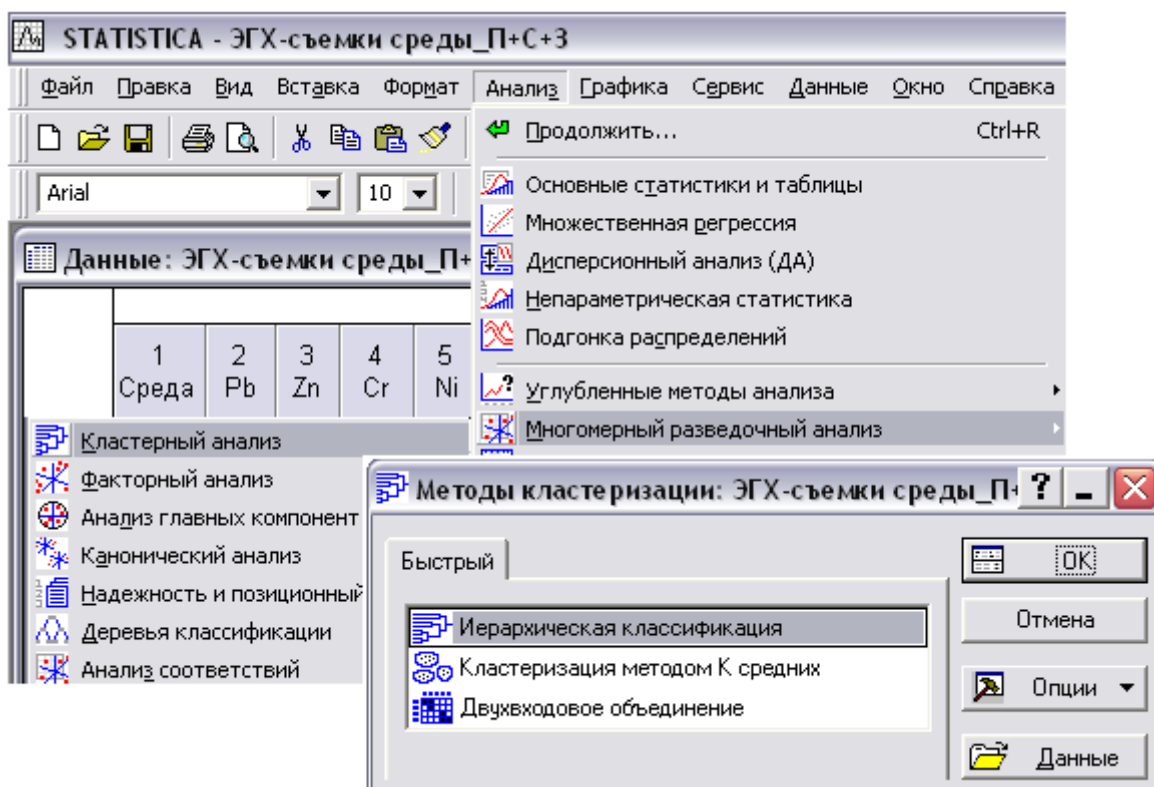 STATISTICA - ЭГХ-съемки среды_П+С+З
Файл Правка Вид Вставка Формат Анализ Графика Сервис Данные Окно Справка
Продолжить... Ctrl+R
Arial 10
Основные статистики и таблицы
Множественная регрессия
Дисперсионный анализ (ДА)
Непараметрическая статистика
Подгонка распределений
Углубленные методы анализа
Многомерный разведочный анализ
Данные: ЭГХ-съемки среды_П+
1 2 3 4 5
Среда Pb Zn Cr Ni
Кластерный анализ
Факторный анализ
Анализ главных компонент
Канонический анализ
Надежность и позиционный
Деревья классификации
Анализ соответствий
Методы кластеризации: ЭГХ-съемки среды_П+
Быстрый
Иерархическая классификация
Кластеризация методом К средних
Двухвходовое объединение
OK
Отмена
Опции
Данные